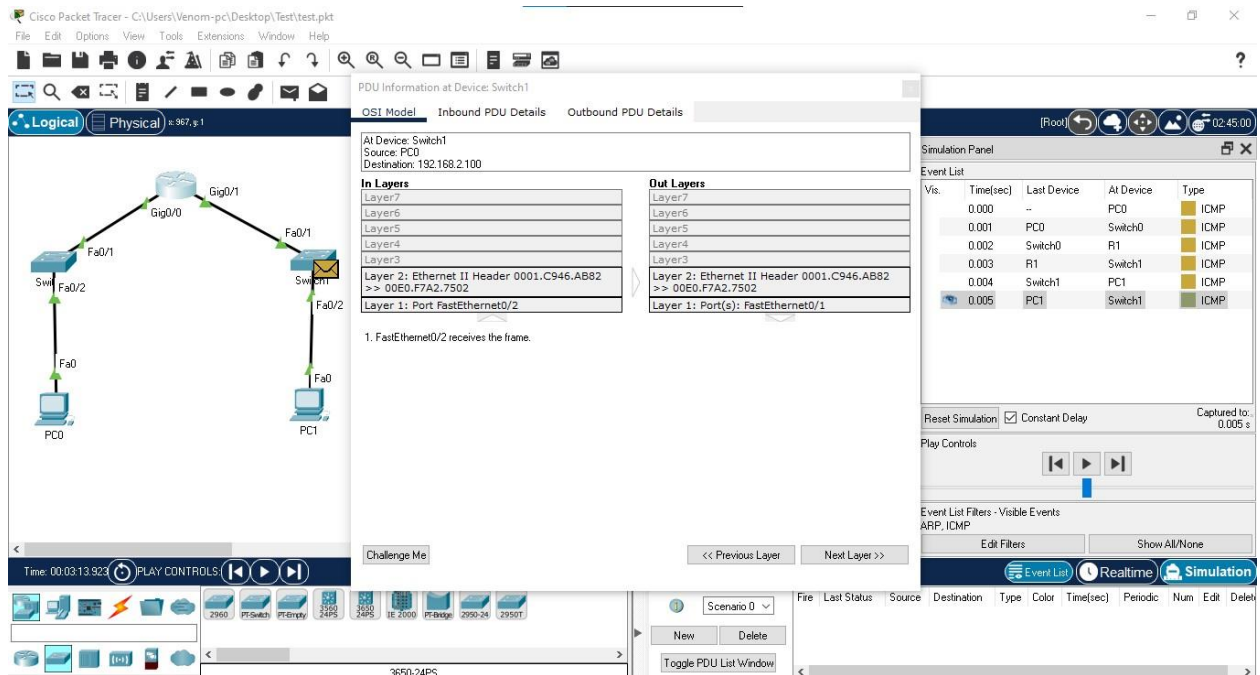 Cisco Packet Tracer - C:\Users\Venom-pc\Desktop\Test\test.pkt
File Edit Options View Tools Extensions Window Help
?
Logical Physical x: 967, y: 1
[Root] 02:45:00
PDU Information at Device: Switch1
OSI Model Inbound PDU Details Outbound PDU Details
At Device: Switch1
Source: PC0
Destination: 192.168.2.100
In Layers Out Layers
Layer7 Layer7
Layer6 Layer6
Layer5 Layer5
Layer4 Layer4
Layer3 Layer3
Layer 2: Ethernet II Header 0001.C946.AB82 >> 00E0.F7A2.7502
Layer 2: Ethernet II Header 0001.C946.AB82 >> 00E0.F7A2.7502
Layer 1: Port FastEthernet0/2 Layer 1: Port(s): FastEthernet0/1
1. FastEthernet0/2 receives the frame.
Challenge Me << Previous Layer Next Layer >>
Gig0/1
Gig0/0
Fa0/1
Fa0/1
Swit
Fa0/2
Switch1
Fa0/2
Fa0
Fa0
PC0
PC1
Simulation Panel
Event List
Vis. Time(sec) Last Device At Device Type
0.000 -- PC0 ICMP
0.001 PC0 Switch0 ICMP
0.002 Switch0 R1 ICMP
0.003 R1 Switch1 ICMP
0.004 Switch1 PC1 ICMP
0.005 PC1 Switch1 ICMP
Reset Simulation Constant Delay
Captured to:
0.005 s
Play Controls
Event List Filters - Visible Events
ARP, ICMP
Edit Filters Show All/None
Time: 00:03:13.923 PLAY CONTROLS:
Event List Realtime Simulation
2960 PT-Switch PT-Empty 3560 24PS 3650 24PS IE 2000 PT-Bridge 2950-24 2950T
3650-24PS
Scenario 0
New Delete
Toggle PDU List Window
Fire Last Status Source Destination Type Color Time(sec) Periodic Num Edit Delet